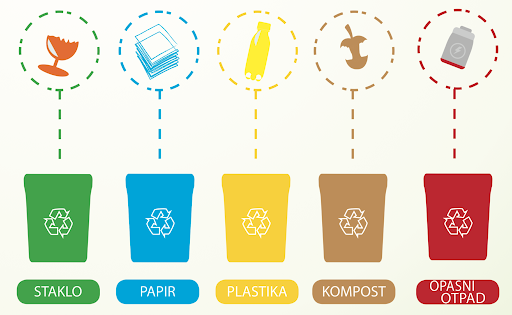 STAKLO
PAPIR
PLASTIKA
KOMPOST
OPASNI
OTPAD